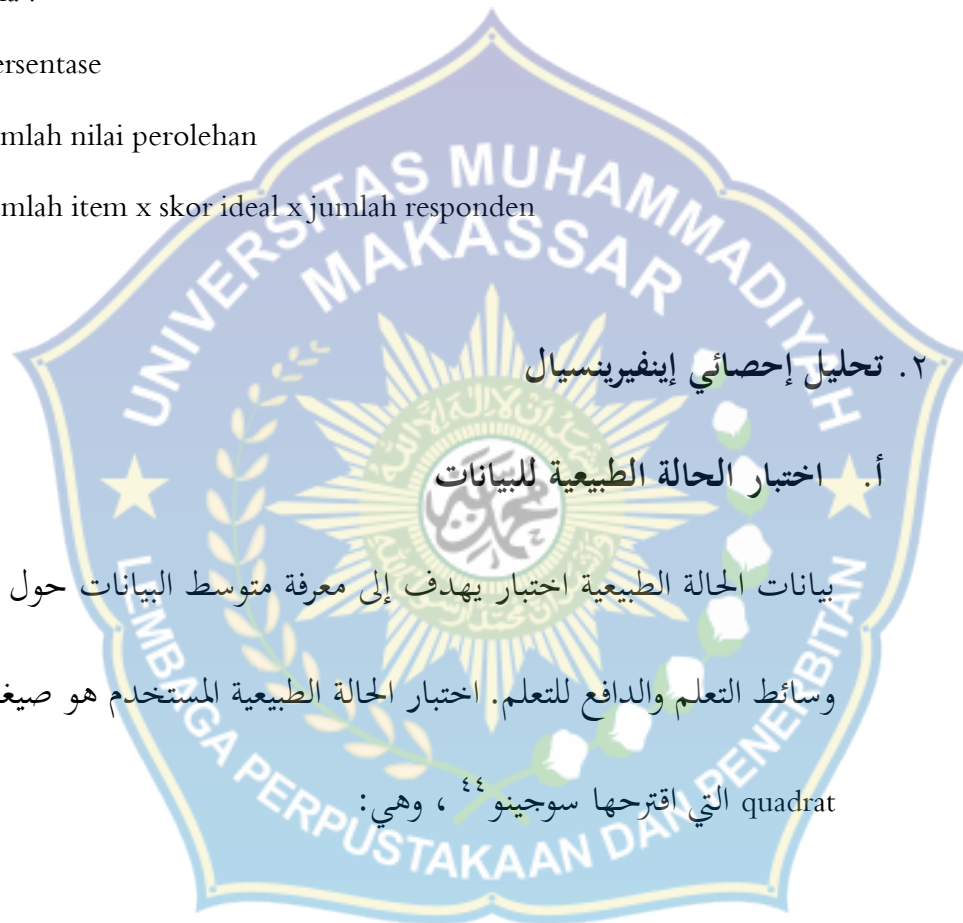 ersentase
mlah nilai perolehan
mlah item x skor ideal x jumlah responden
UNIVERSITAS MUHAMMADIYAH
MAKASSAR
٢. تحليل إحصائي إينفيرينسيال
أ. اختبار الحالة الطبيعية للبيانات
بيانات الحالة الطبيعية اختبار يهدف إلى معرفة متوسط البيانات حول
وسائط التعلم والدافع للتعلم. اختبار الحالة الطبيعية المستخدم هو صيغ
quadrat التي اقترحها سوجينو٤٤ ، وهي:
LEMBAGA PERPUSTAKAAN DAN PENERBITAN